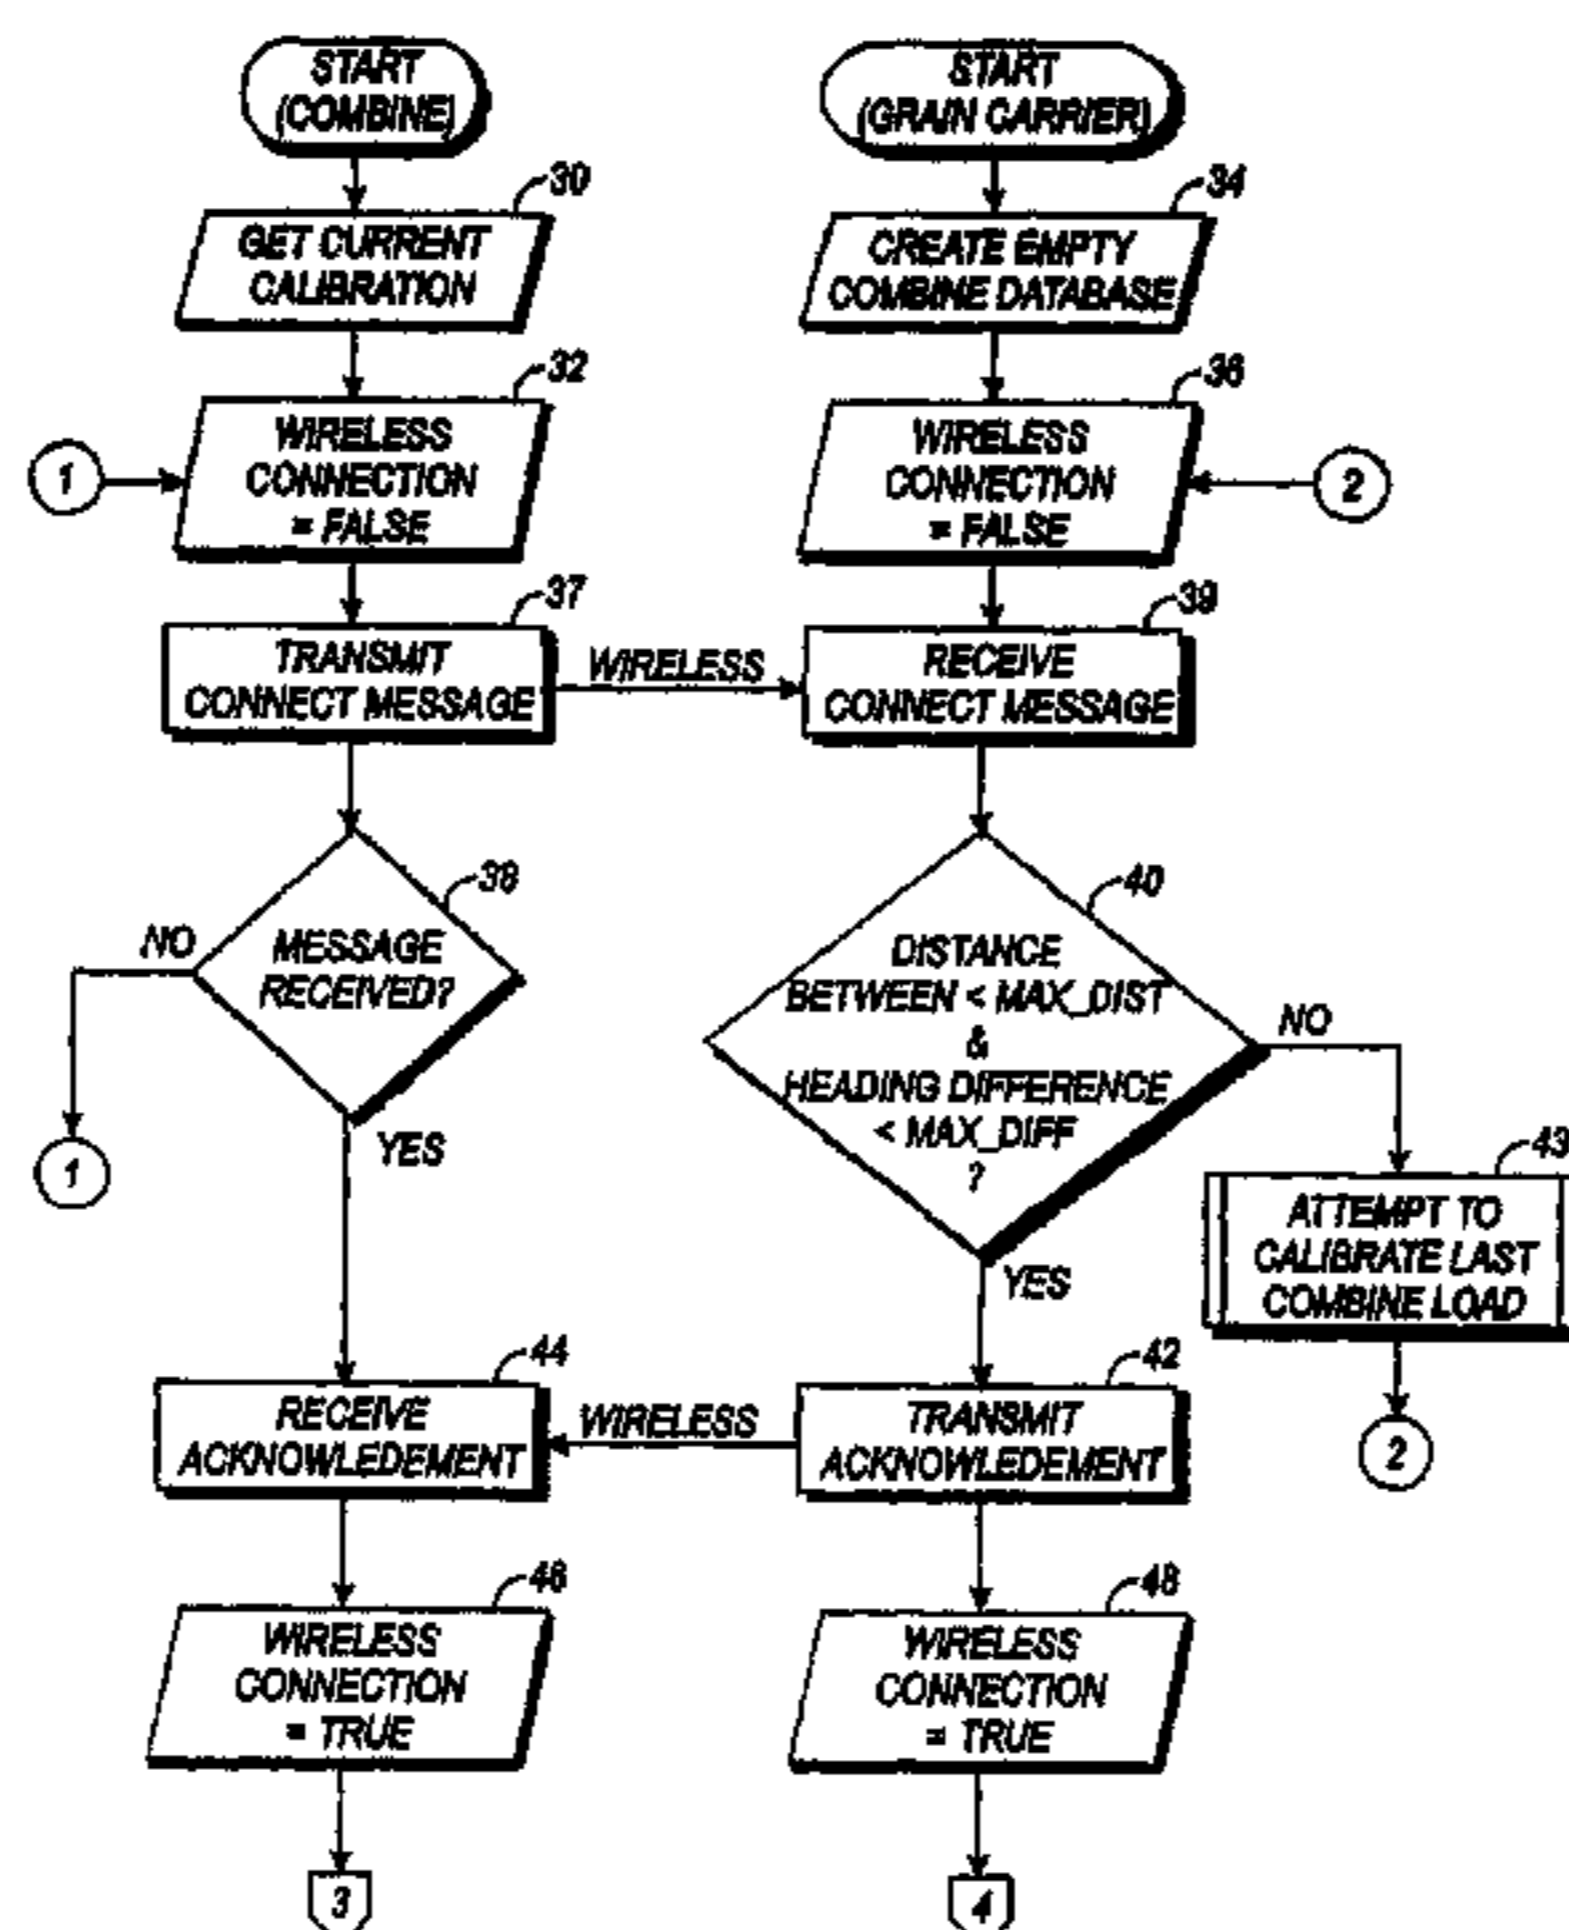 START
(COMBINE)
30
GET CURRENT
CALIBRATION
32
WIRELESS
CONNECTION
= FALSE
1
37
TRANSMIT
CONNECT MESSAGE
WIRELESS
38
MESSAGE
RECEIVED?
NO
1
YES
44
RECEIVE
ACKNOWLEDEMENT
WIRELESS
46
WIRELESS
CONNECTION
= TRUE
3
START
(GRAIN CARRIER)
34
CREATE EMPTY
COMBINE DATABASE
36
WIRELESS
CONNECTION
= FALSE
2
39
RECEIVE
CONNECT MESSAGE
40
DISTANCE
BETWEEN < MAX_DIST
&
HEADING DIFFERENCE
< MAX_DIFF
?
NO
43
ATTEMPT TO
CALIBRATE LAST
COMBINE LOAD
2
YES
42
TRANSMIT
ACKNOWLEDEMENT
48
WIRELESS
CONNECTION
= TRUE
4